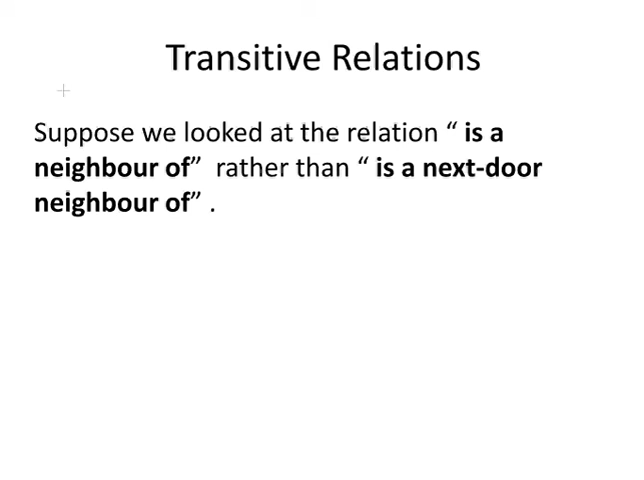 Transitive Relations
Suppose we looked at the relation “ is a
neighbour of”  rather than “ is a next-door
neighbour of” .